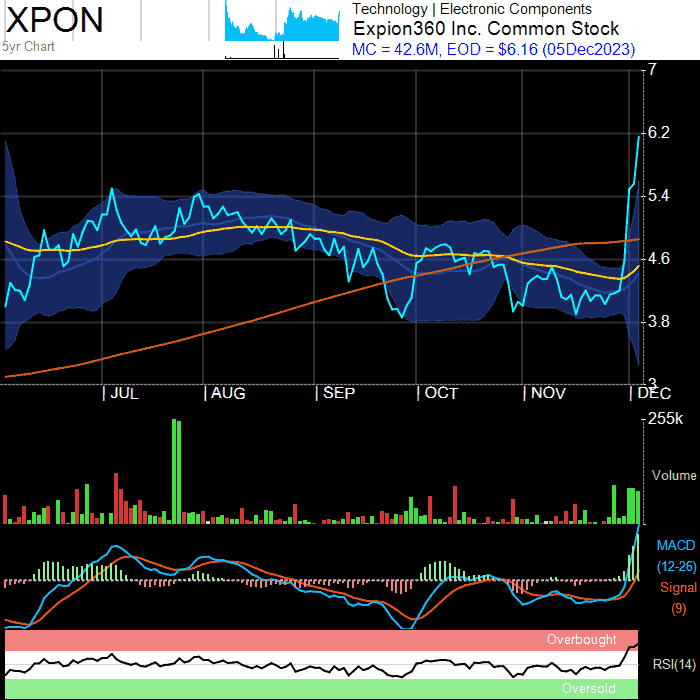 XPON
5yr Chart
Technology | Electronic Components
Expion360 Inc. Common Stock
MC = 42.6M, EOD = $6.16 (05Dec2023)
7
6.2
5.4
4.6
3.8
3
| JUL | AUG | SEP | OCT | NOV | DEC
255k
Volume
MACD
(12-26)
Signal
(9)
Overbought
RSI(14)
Oversold